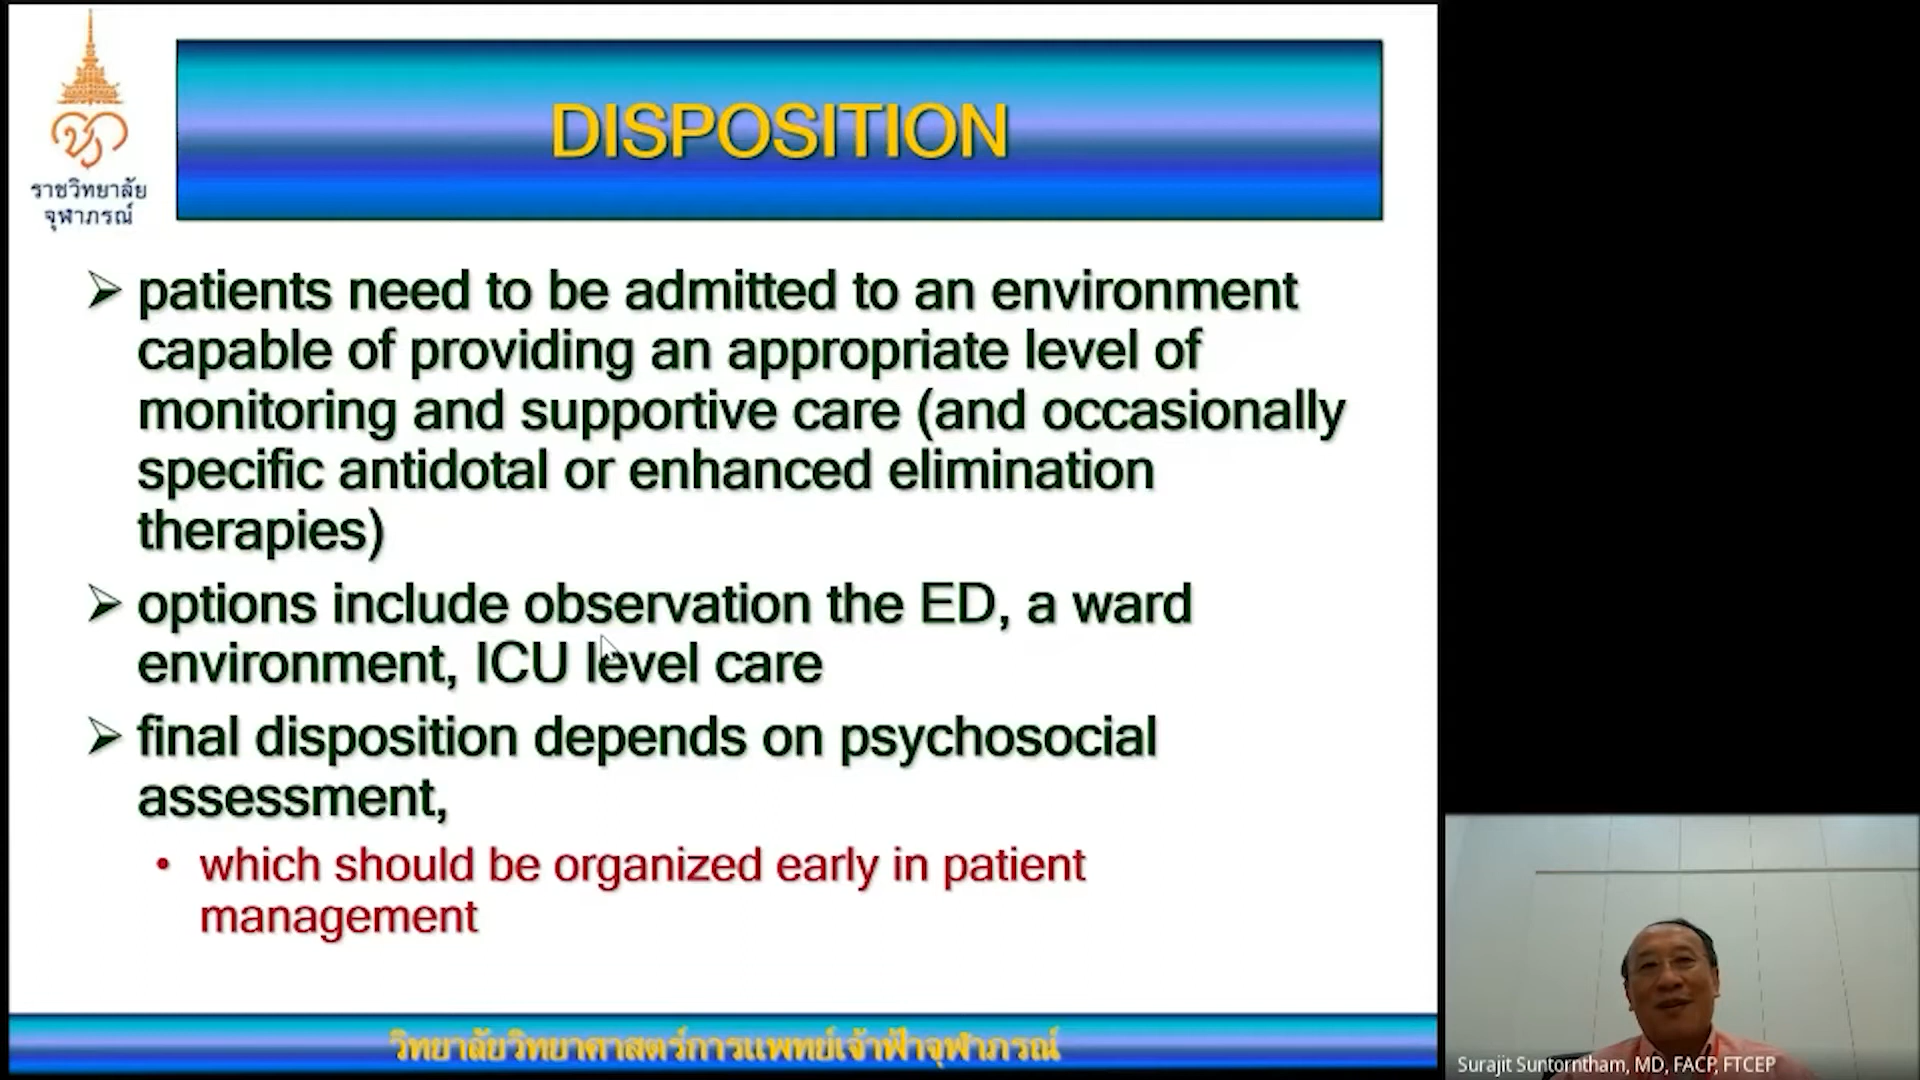 ราชวิทยาลัย
จุฬาภรณ์
DISPOSITION
patients need to be admitted to an environment
capable of providing an appropriate level of
monitoring and supportive care (and occasionally
specific antidotal or enhanced elimination
therapies)
options include observation the ED, a ward
environment, ICU level care
final disposition depends on psychosocial
assessment,
which should be organized early in patient
management
วิทยาลัยวิทยาศาสตร์การแพทย์เจ้าฟ้าจุฬาภรณ์
Surajit Suntorntham, MD, FACP, FTCEP